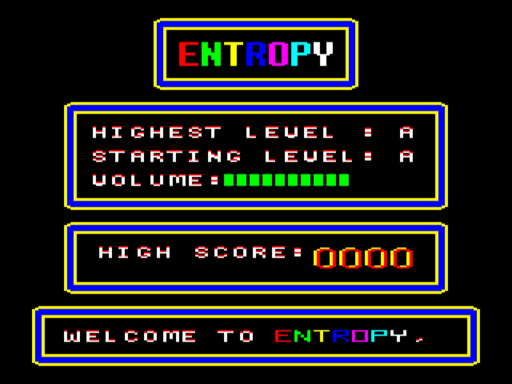 ENTROPY
HIGHEST LEVEL : A
STARTING LEVEL: A
VOLUME:
HIGH SCORE: 0000
WELCOME TO ENTROPY.